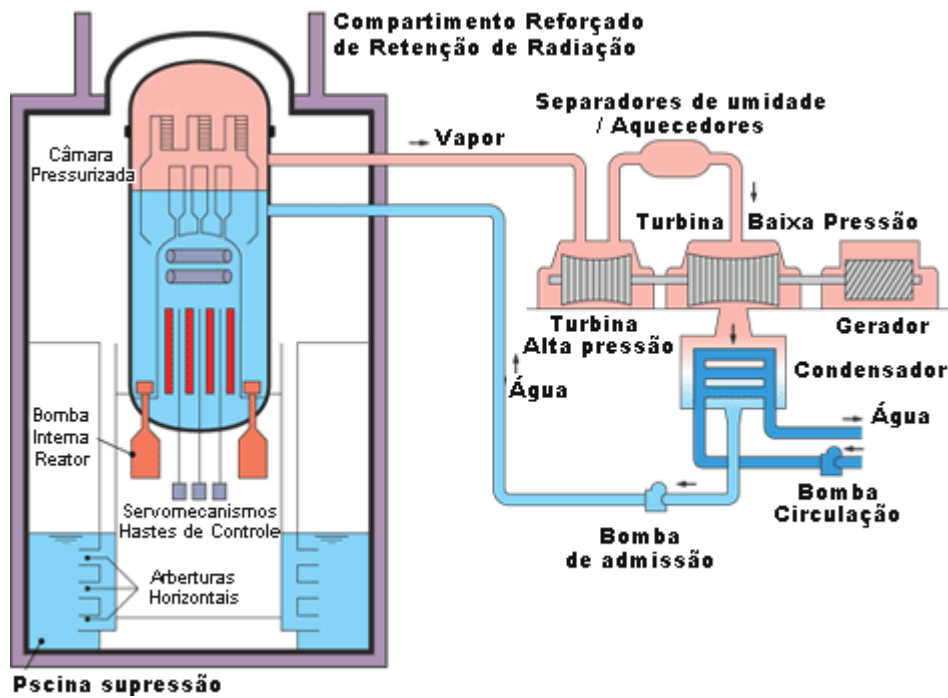 Compartimento Reforçado
de Retenção de Radiação
Separadores de umidade
/ Aquecedores
Vapor
Câmara
Pressurizada
Turbina
Baixa Pressão
Turbina
Alta pressão
Gerador
Condensador
Água
Água
Bomba
Interna
Reator
Bomba
Circulação
Servomecanismos
Hastes de Controle
Bomba
de admissão
Arberturas
Horizontais
Pscina supressão